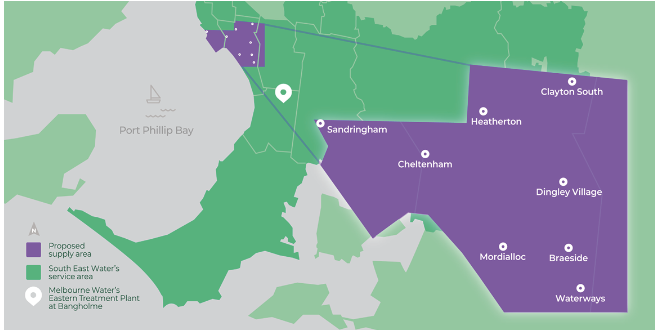 Clayton South
Heatherton
Sandringham
Port Phillip Bay
Cheltenham
Dingley Village
Mordialloc
Braeside
Waterways
N
Proposed
supply area
South East Water's
service area
Melbourne Water's
Eastern Treatment Plant
at Bangholme